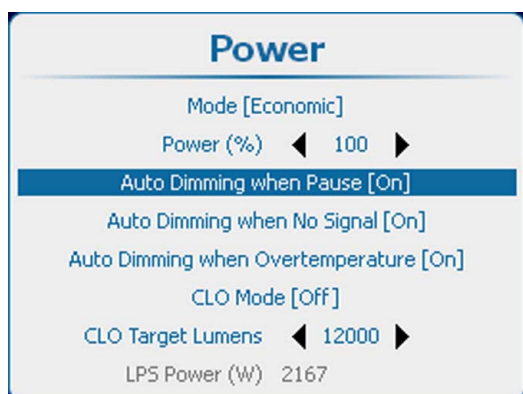 Power
Mode [Economic]
Power (%) 100
Auto Dimming when Pause [On]
Auto Dimming when No Signal [On]
Auto Dimming when Overtemperature [On]
CLO Mode [Off]
CLO Target Lumens 12000
LPS Power (W) 2167